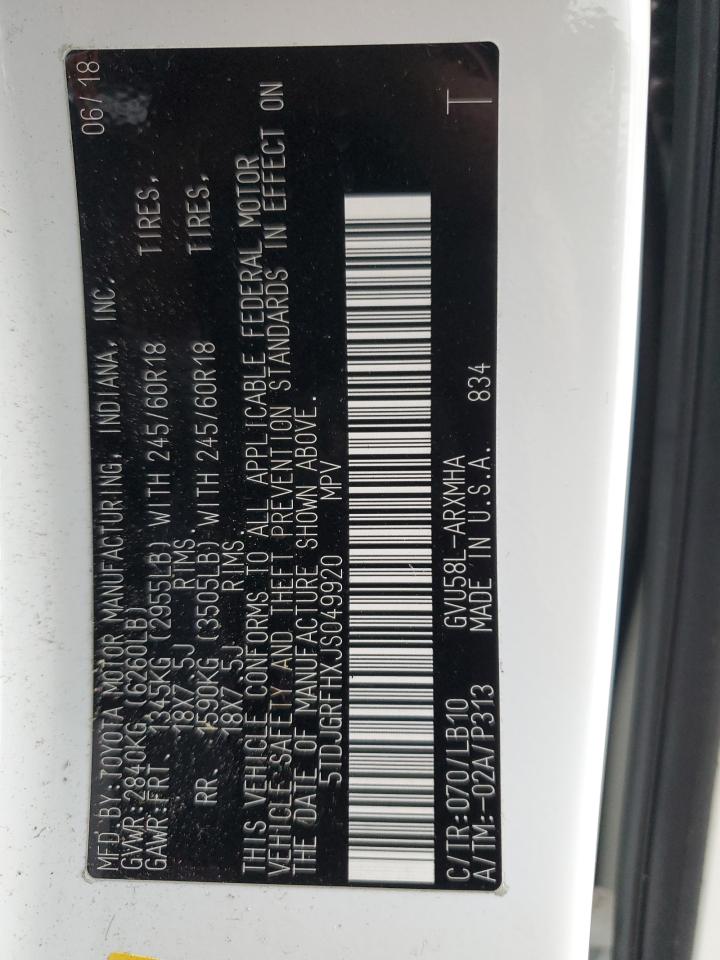 MFD.BY:TOYOTA MOTOR MANUFACTURING, INDIANA, INC. 06/18
GVWR:2840KG (6260LB)
GAWR:FRT. 1345KG (2955LB) WITH 245/60R18 TIRES,
18X7.5J RIMS.
RR. 1590KG (3505LB) WITH 245/60R18 TIRES,
18X7.5J RIMS
THIS VEHICLE CONFORMS TO ALL APPLICABLE FEDERAL MOTOR
VEHICLE SAFETY AND THEFT PREVENTION STANDARDS IN EFFECT ON
THE DATE OF MANUFACTURE SHOWN ABOVE.
5TDJGRFHXJS049920 MPV
C/TR:070/LB10 GVU58L-ARXMHA T
A/TM:-02A/P313 MADE IN U.S.A. 834